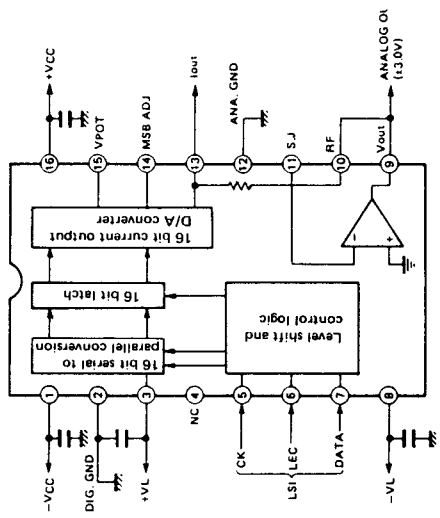 +VCC
16
VPOT
15
MSB ADJ
14
Iout
13
ANA. GND
12
S.J
11
RF
10
ANALOG OU
(±3.0V)
Vout
9
16 bit current output
D/A converter
16 bit latch
16 bit serial to
parallel conversion
Level shift and
control logic
−
+
1
−VCC
2
DIG. GND
3
+VL
4
NC
5
CK
6
LSI
LEC
7
DATA
8
−VL